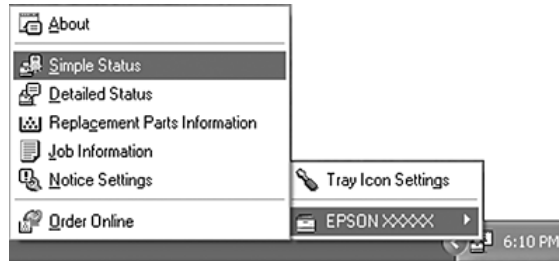 About
Simple Status
Detailed Status
Replacement Parts Information
Job Information
Notice Settings
Order Online
Tray Icon Settings
EPSON XXXXX
6:10 PM